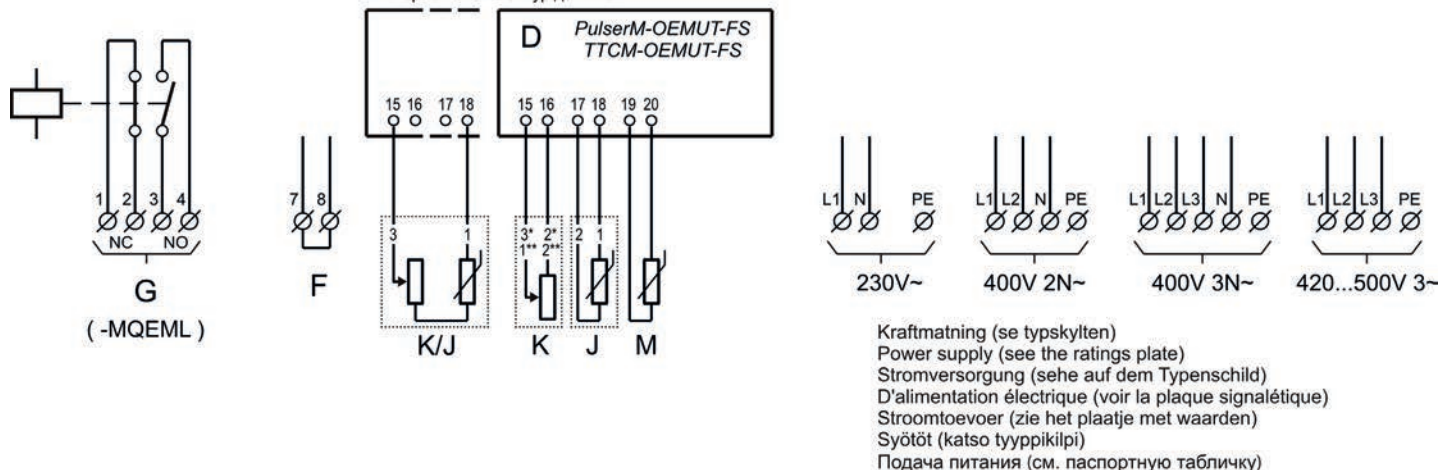 D
PulserM-OEMUT-FS
TTCM-OEMUT-FS
15 16 17 18
15 16 17 18 19 20
1 2 3 4
NC NO
G
( -MQEML )
7 8
F
3 1
K/J
3* 2*
1** 2**
K
2 1
J
M
L1 N PE
230V~
L1 L2 N PE
400V 2N~
L1 L2 L3 N PE
400V 3N~
L1 L2 L3 PE
420...500V 3~
Kraftmatning (se typskylten)
Power supply (see the ratings plate)
Stromversorgung (sehe auf dem Typenschild)
D'alimentation électrique (voir la plaque signalétique)
Stroomtoevoer (zie het plaatje met waarden)
Syötöt (katso tyyppikilpi)
Подача питания (см. паспортную табличку)